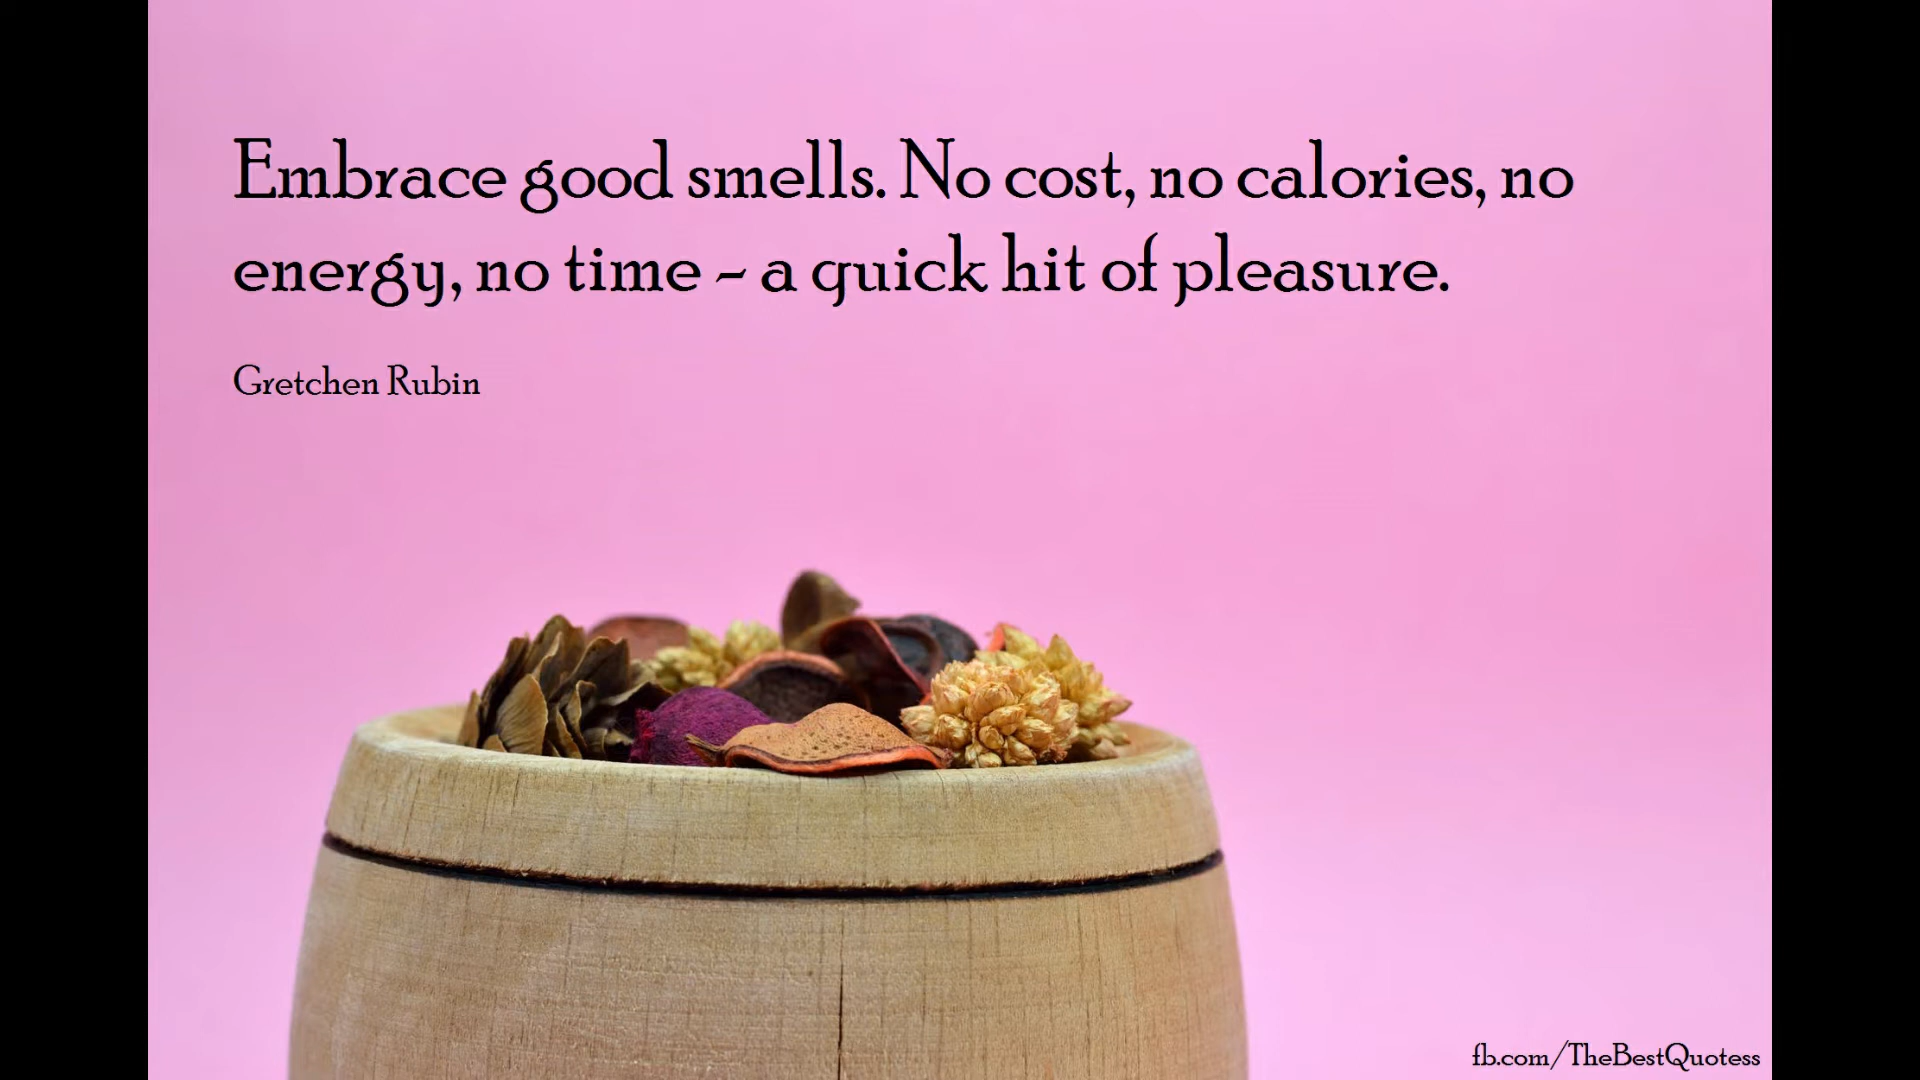 Embrace good smells. No cost, no calories, no
energy, no time - a quick hit of pleasure.
Gretchen Rubin
fb.com/TheBestQuotess